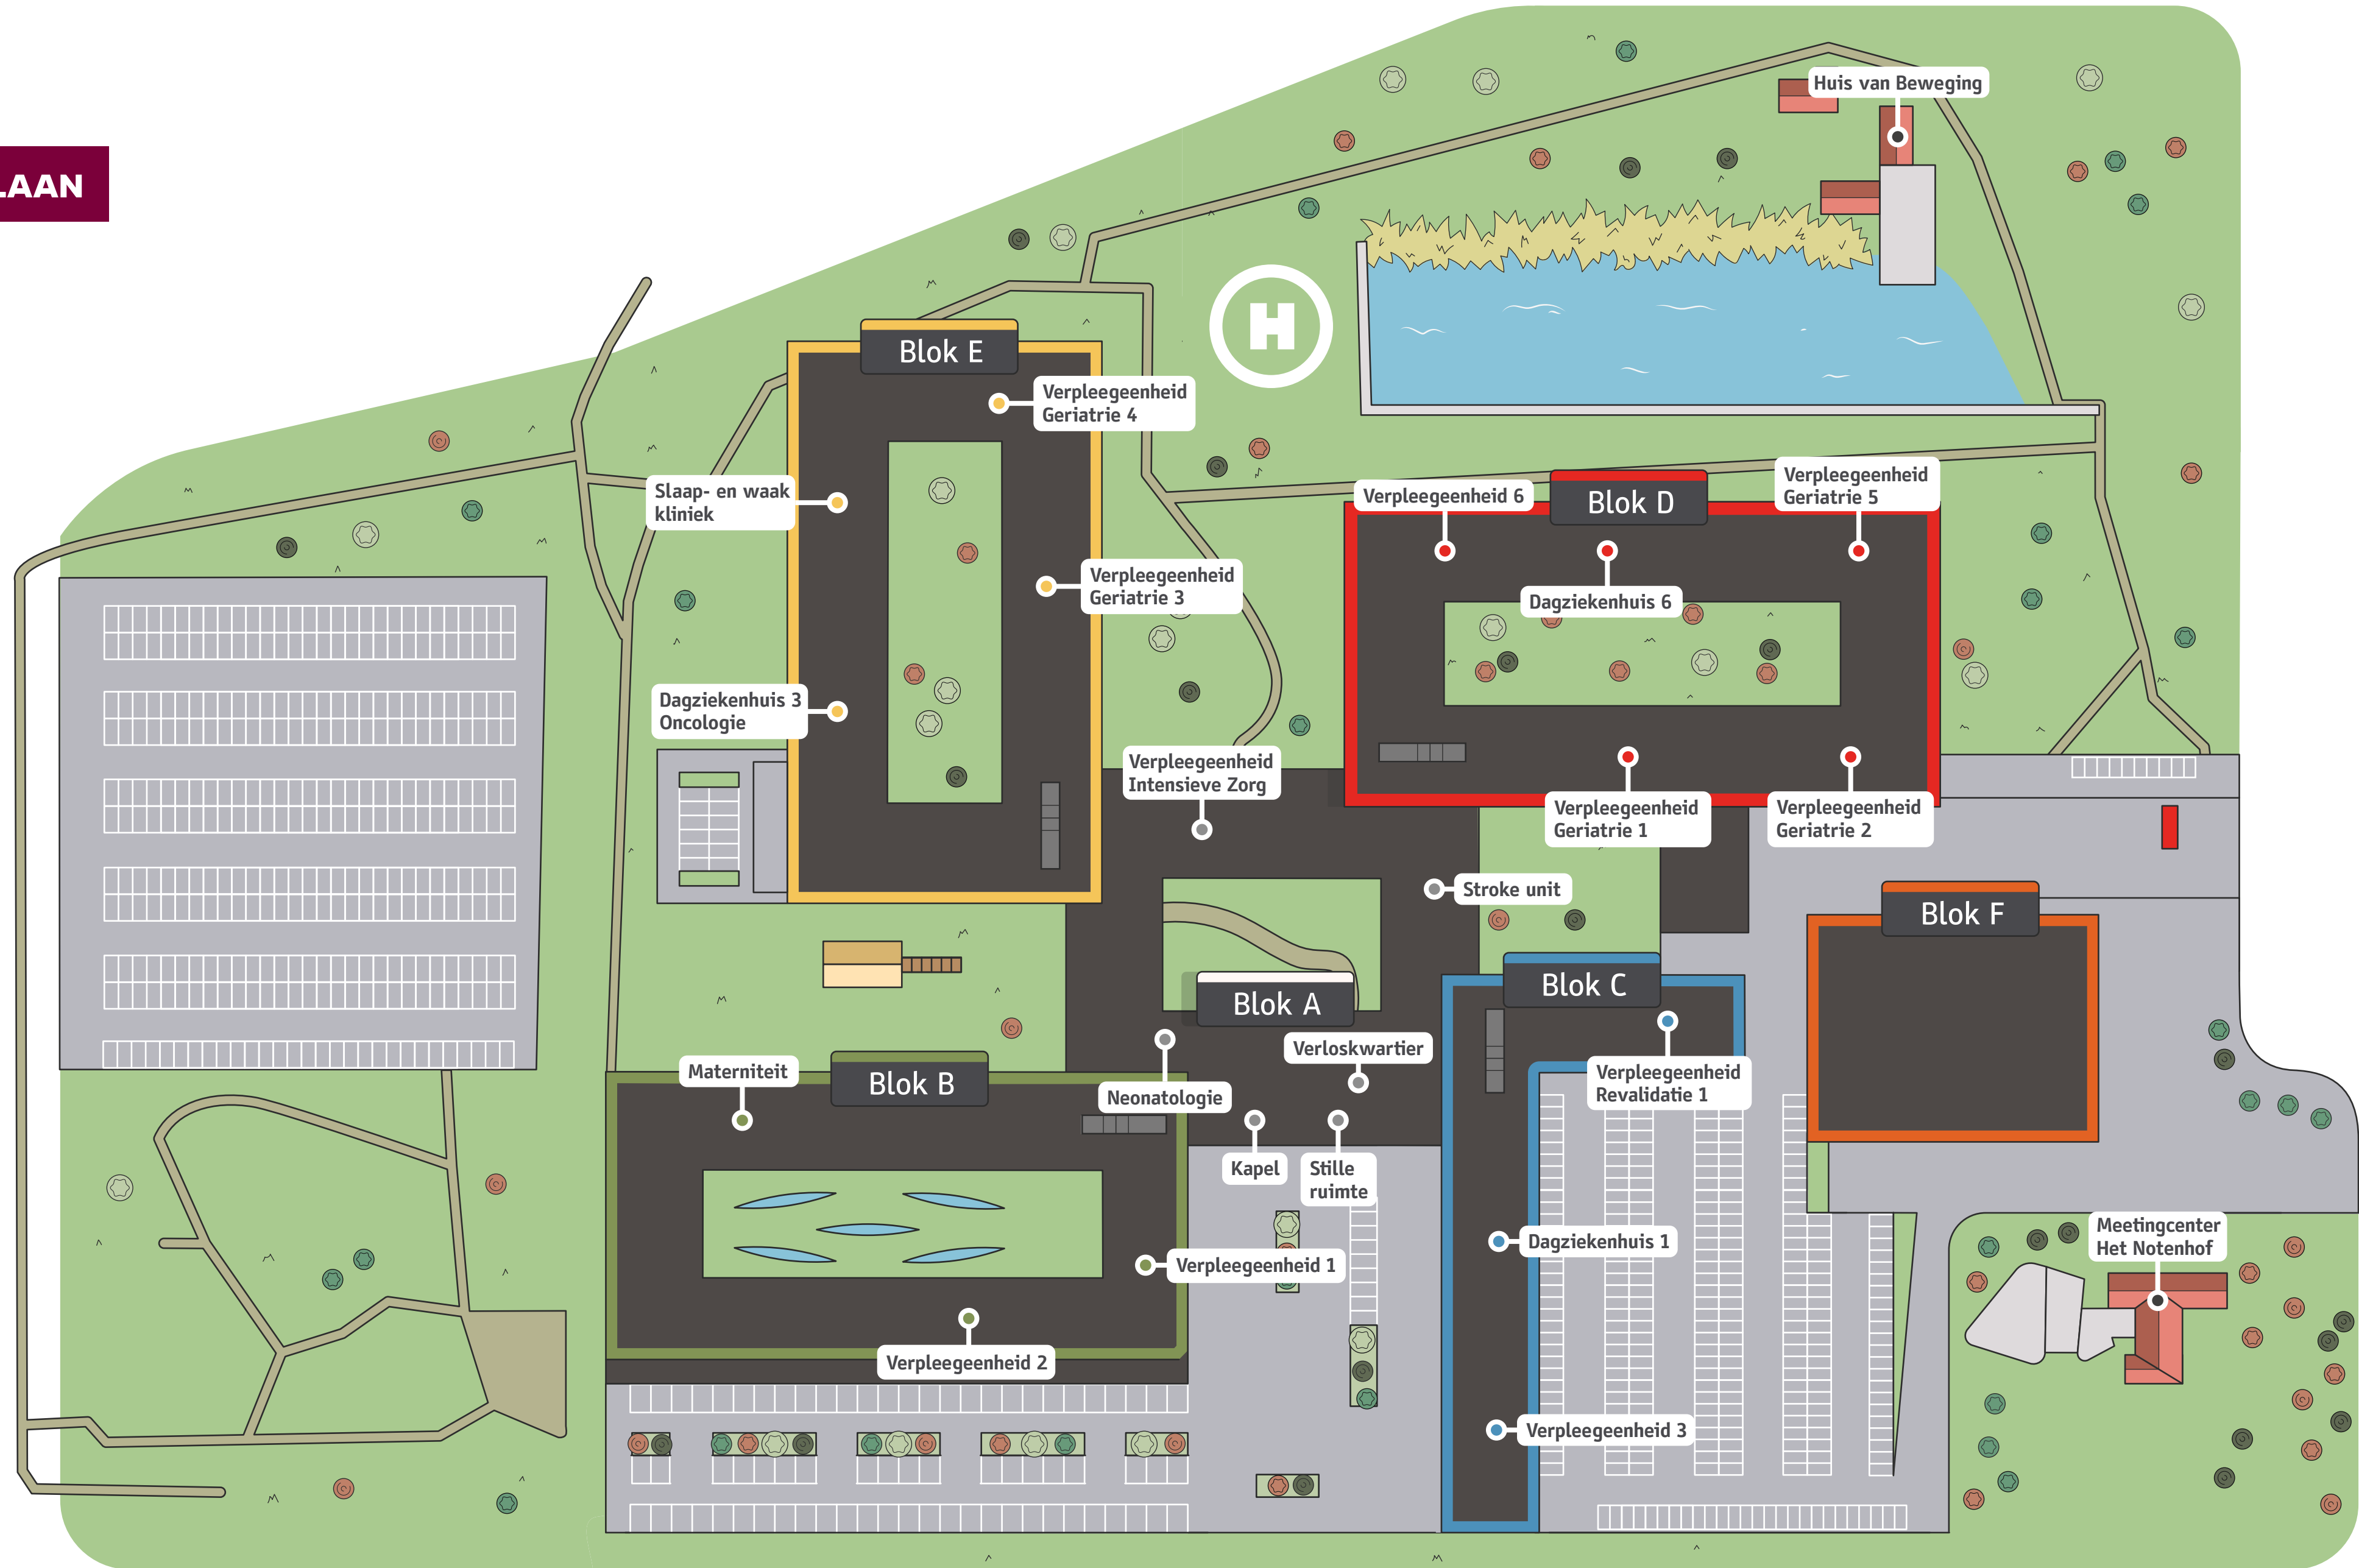 LAAN
Huis van Beweging
H
Blok E
Verpleegeenheid
Geriatrie 4
Slaap- en waak
kliniek
Verpleegeenheid
Geriatrie 3
Dagziekenhuis 3
Oncologie
Verpleegeenheid 6
Blok D
Verpleegeenheid
Geriatrie 5
Dagziekenhuis 6
Verpleegeenheid
Geriatrie 1
Verpleegeenheid
Geriatrie 2
Verpleegeenheid
Intensieve Zorg
Stroke unit
Blok F
Blok A
Blok C
Verloskwartier
Verpleegeenheid
Revalidatie 1
Materniteit
Blok B
Neonatologie
Kapel
Stille
ruimte
Verpleegeenheid 1
Dagziekenhuis 1
Meetingcenter
Het Notenhof
Verpleegeenheid 2
Verpleegeenheid 3